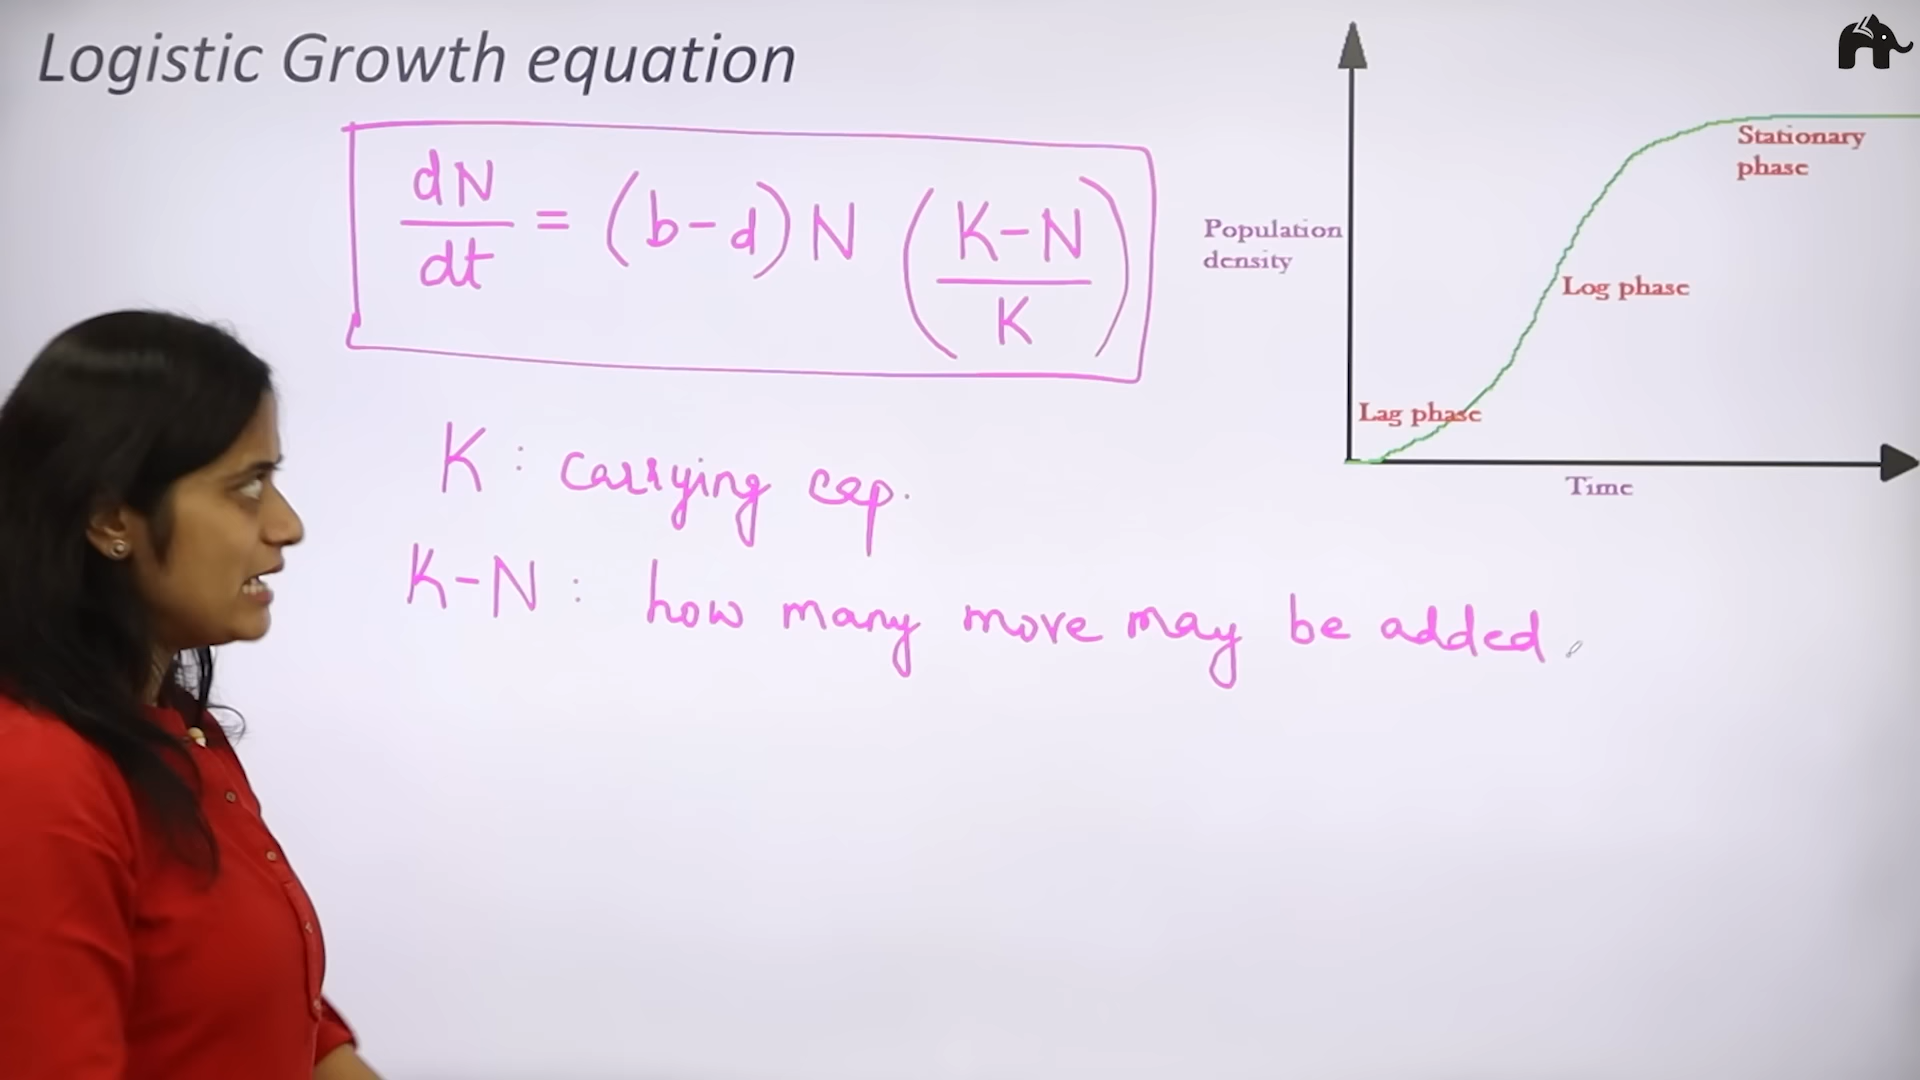 Logistic Growth equation
dN/dt = (b-d) N (K-N/K)
K : carrying cap.
K-N : how many more may be added.
Population
density
Stationary
phase
Log phase
Lag phase
Time